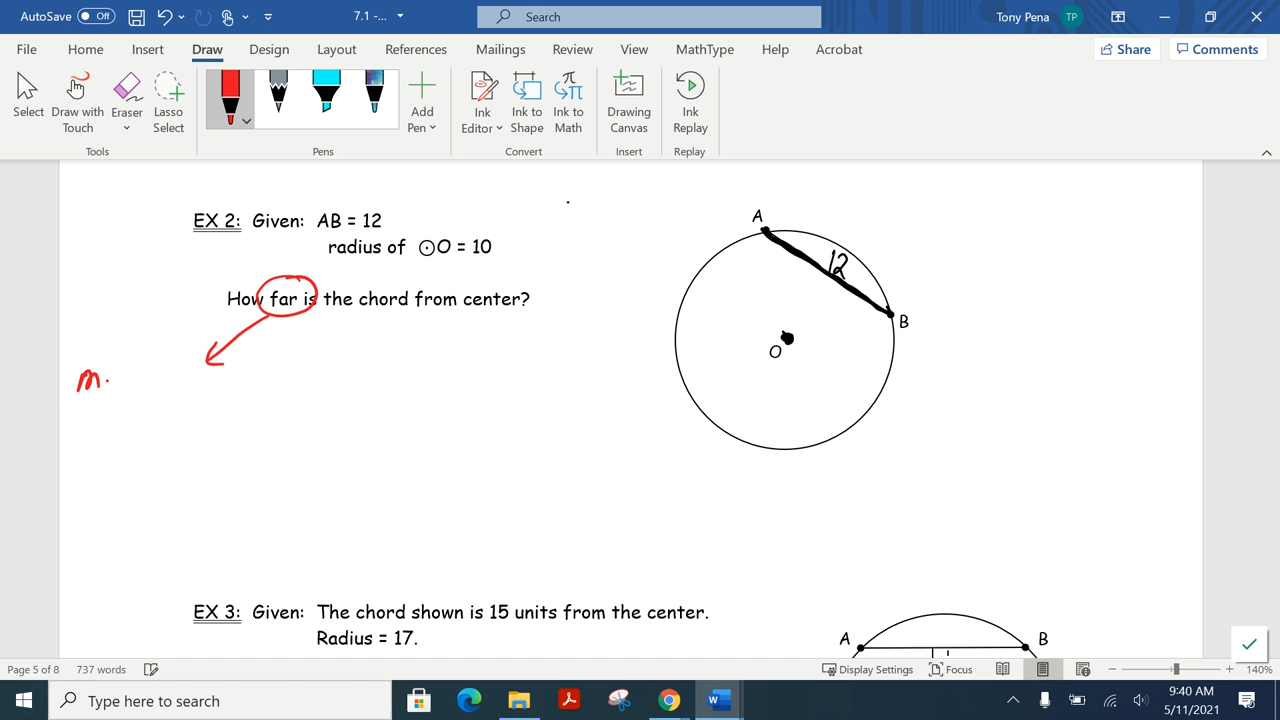 AutoSave Off 7.1 -... Search Tony Pena TP
File Home Insert Draw Design Layout References Mailings Review View MathType Help Acrobat Share Comments
Select Draw with Touch Eraser Lasso Select Add Pen Ink Editor Ink to Shape Ink to Math Drawing Canvas Ink Replay
Tools Pens Convert Insert Replay
EX 2: Given: AB = 12
radius of ⊙O = 10
How far is the chord from center?
m.
A
12
B
O
EX 3: Given: The chord shown is 15 units from the center.
Radius = 17.
A B
Page 5 of 8 737 words Display Settings Focus 140%
Type here to search
9:40 AM
5/11/2021